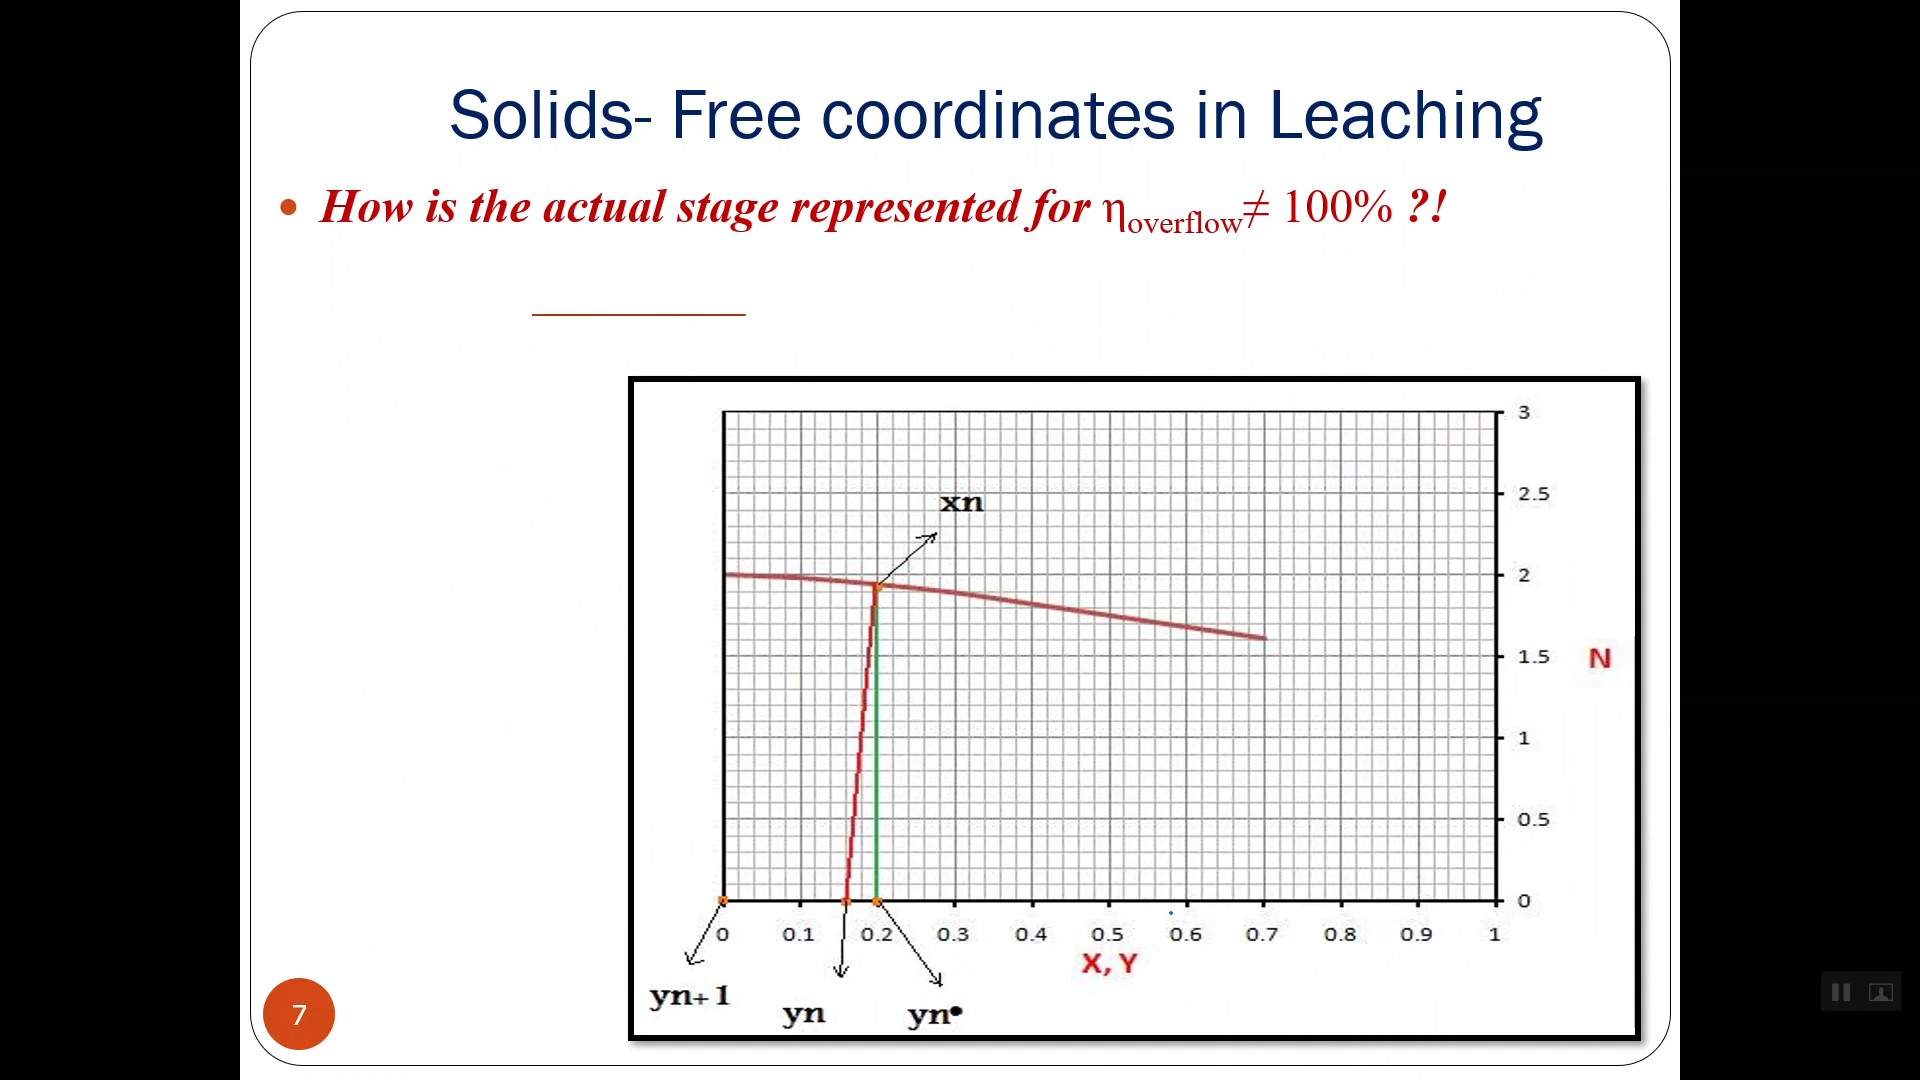 Solids- Free coordinates in Leaching
• How is the actual stage represented for ηoverflow≠ 100% ?!
3
2.5
xn
2
1.5
N
1
0.5
0
0 0.1 0.2 0.3 0.4 0.5 0.6 0.7 0.8 0.9 1
X, Y
yn+1
yn
yn•
7